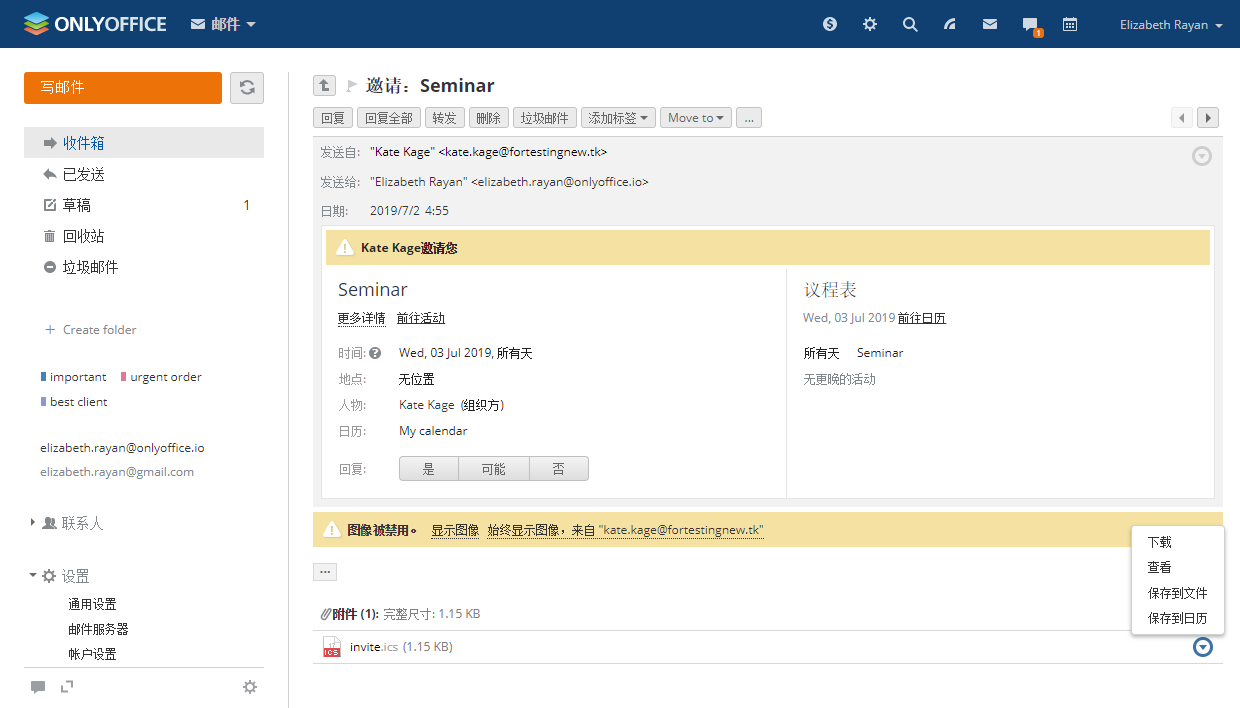 ONLYOFFICE 邮件 1 Elizabeth Rayan
写邮件
收件箱
已发送
草稿 1
回收站
垃圾邮件
Create folder
important urgent order
best client
elizabeth.rayan@onlyoffice.io
elizabeth.rayan@gmail.com
联系人
设置
通用设置
邮件服务器
帐户设置
邀请：Seminar
回复 回复全部 转发 删除 垃圾邮件 添加标签 Move to ...
发送自: "Kate Kage" <kate.kage@fortestingnew.tk>
发送给: "Elizabeth Rayan" <elizabeth.rayan@onlyoffice.io>
日期: 2019/7/2 4:55
Kate Kage邀请您
Seminar
更多详情 前往活动
时间: Wed, 03 Jul 2019, 所有天
地点: 无位置
人物: Kate Kage (组织方)
日历: My calendar
回复: 是 可能 否
议程表
Wed, 03 Jul 2019 前往日历
所有天 Seminar
无更晚的活动
图像被禁用。 显示图像 始终显示图像，来自 "kate.kage@fortestingnew.tk"
...
附件 (1): 完整尺寸: 1.15 KB
ICS invite.ics (1.15 KB)
下载
查看
保存到文件
保存到日历